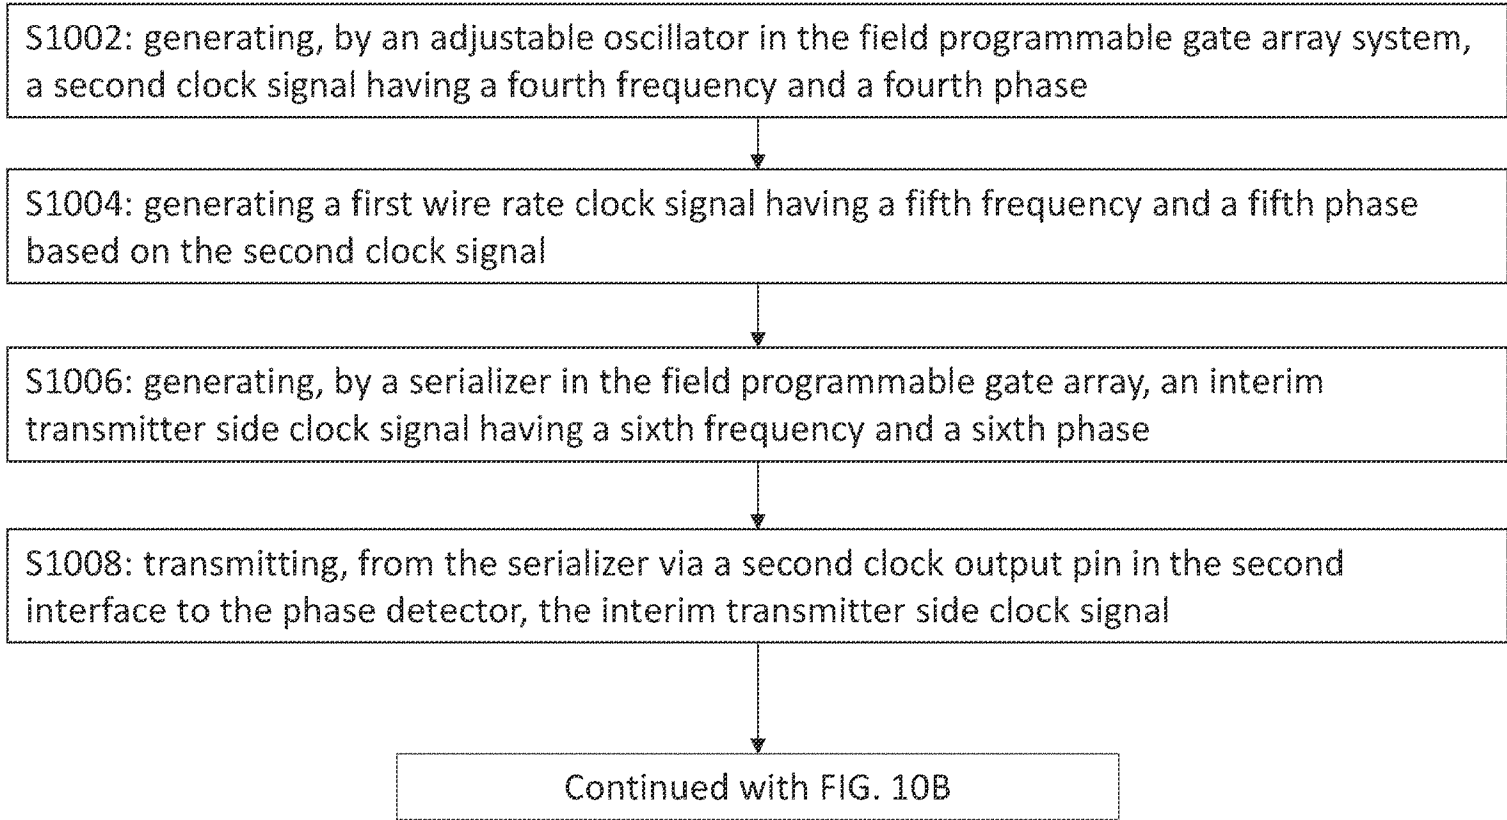 S1002: generating, by an adjustable oscillator in the field programmable gate array system,
a second clock signal having a fourth frequency and a fourth phase
S1004: generating a first wire rate clock signal having a fifth frequency and a fifth phase
based on the second clock signal
S1006: generating, by a serializer in the field programmable gate array, an interim
transmitter side clock signal having a sixth frequency and a sixth phase
S1008: transmitting, from the serializer via a second clock output pin in the second
interface to the phase detector, the interim transmitter side clock signal
Continued with FIG. 10B